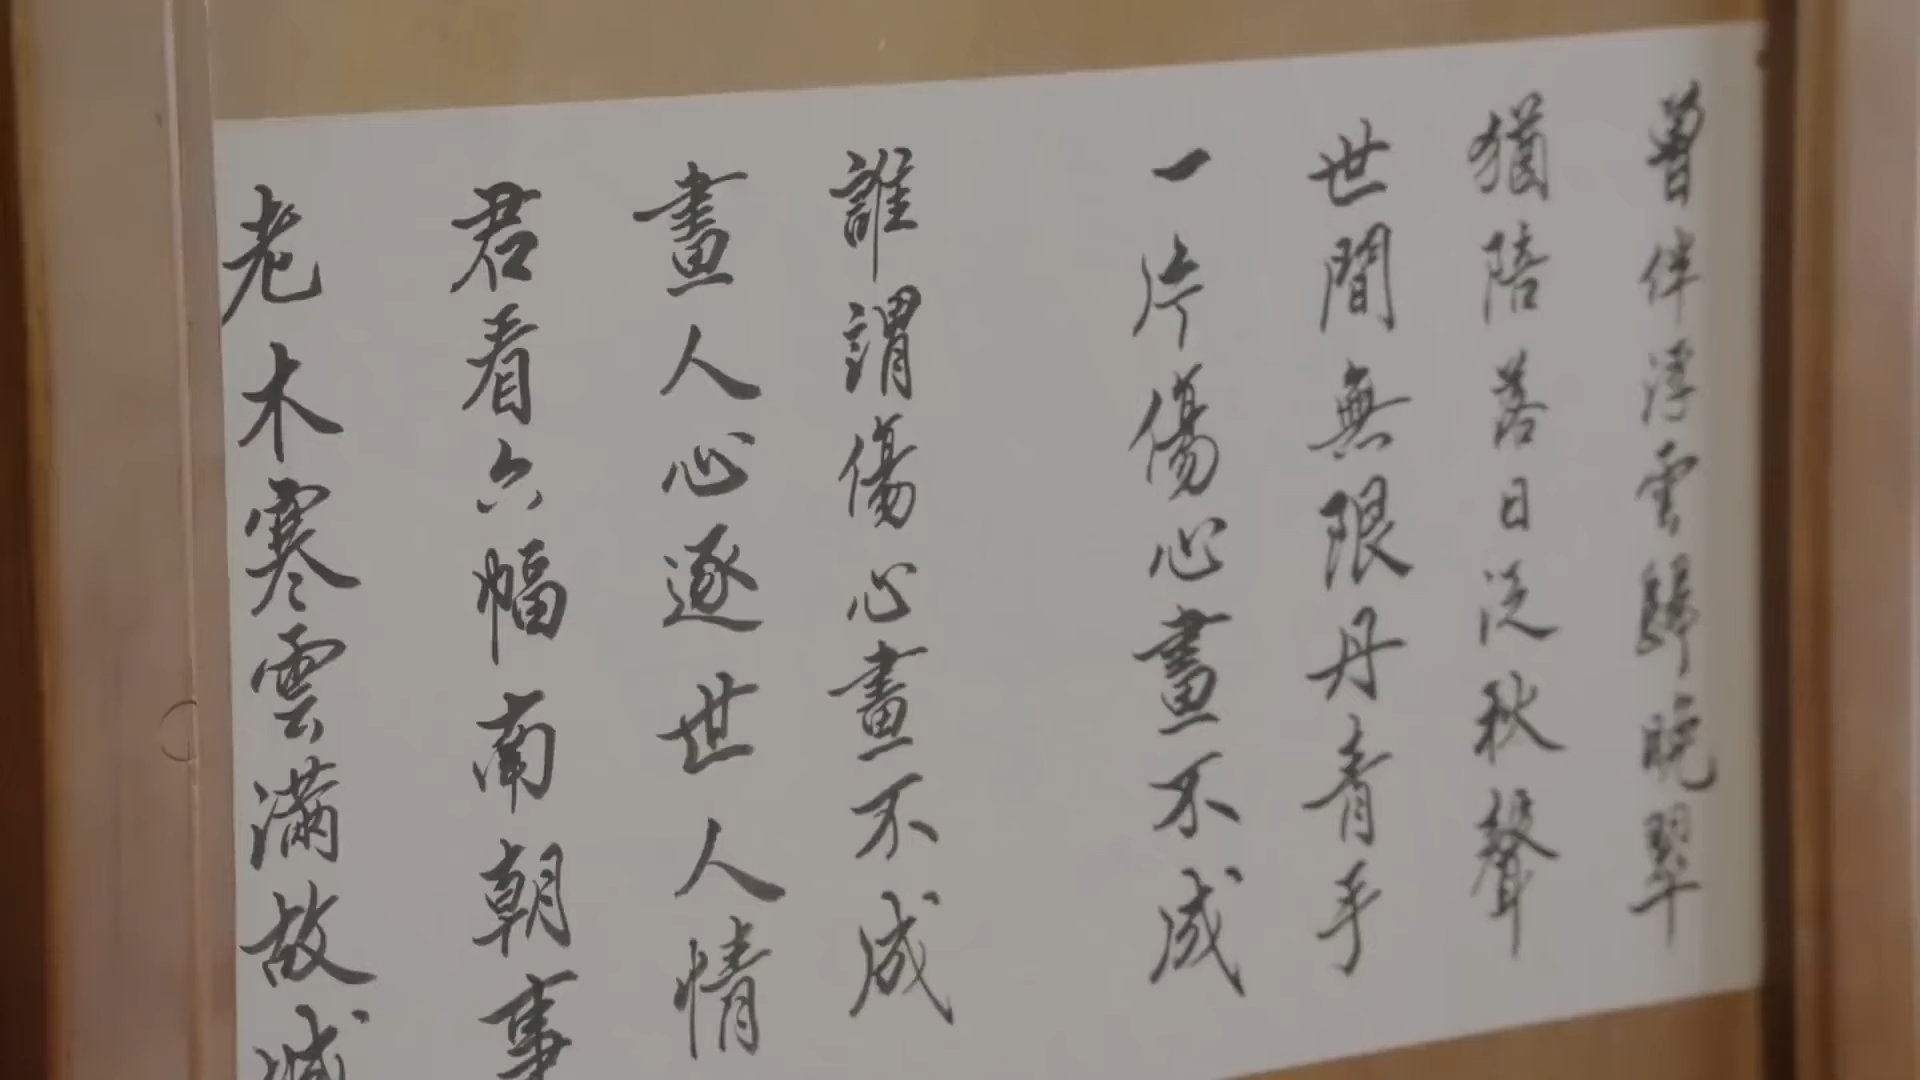 曾伴浮雲歸晚翠
猶陪落日泛秋聲
世間無限丹青手
一片傷心畫不成
誰謂傷心畫不成
畫人心逐世人情
君看六幅南朝事
老木寒雲滿故城